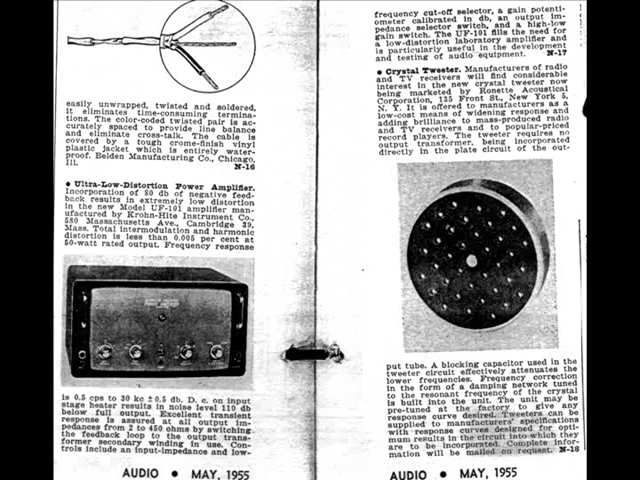 easily unwrapped, twisted and soldered,
it eliminates time-consuming termina-
tions. The color-coded twisted pair is ac-
curately spaced to provide line balance
and eliminate cross-talk. The cable is
covered by a tough crome-finish vinyl
plastic jacket which is entirely water-
proof. Belden Manufacturing Co., Chicago,
Ill. N-16
• Ultra-Low-Distortion Power Amplifier.
Incorporation of 80 db of negative feed-
back results in extremely low distortion
in the new Model UF-101 amplifier man-
ufactured by Krohn-Hite Instrument Co.,
580 Massachusetts Ave., Cambridge 39,
Mass. Total intermodulation and harmonic
distortion is less than 0.005 per cent at
50-watt rated output. Frequency response
is 0.5 cps to 30 kc ± 0.5 db. D. c. on input
stage heater results in noise level 110 db
below full output. Excellent transient
response is assured at all output im-
pedances from 2 to 450 ohms by switching
the feedback loop to the output trans-
former secondary winding in use. Con-
trols include an input-impedance and low-
AUDIO • MAY, 1955
frequency cut-off selector, a gain potenti-
ometer calibrated in db, an output im-
pedance selector switch, and a high-low
gain switch. The UF-101 fills the need for
a low-distortion laboratory amplifier and
is particularly useful in the development
and testing of audio equipment. N-17
• Crystal Tweeter. Manufacturers of radio
and TV receivers will find considerable
interest in the new crystal tweeter now
being marketed by Ronette Acoustical
Corporation, 135 Front St., New York 5,
N. Y. It is offered to manufacturers as a
low-cost means of widening response and
adding brilliance to mass-produced radio
and TV receivers and to popular-priced
record players. The tweeter requires no
output transformer, being incorporated
directly in the plate circuit of the out-
put tube. A blocking capacitor used in the
tweeter circuit effectively attenuates the
lower frequencies. Frequency correction
in the form of a damping network tuned
to the resonant frequency of the crystal
is built into the unit. The unit may be
pre-tuned at the factory to give any
response curve desired. Tweeters can be
supplied to manufacturers' specifications
with response curves designed for opti-
mum results in the circuit into which they
are to be incorporated. Complete infor-
mation will be mailed on request. N-18
AUDIO • MAY, 1955